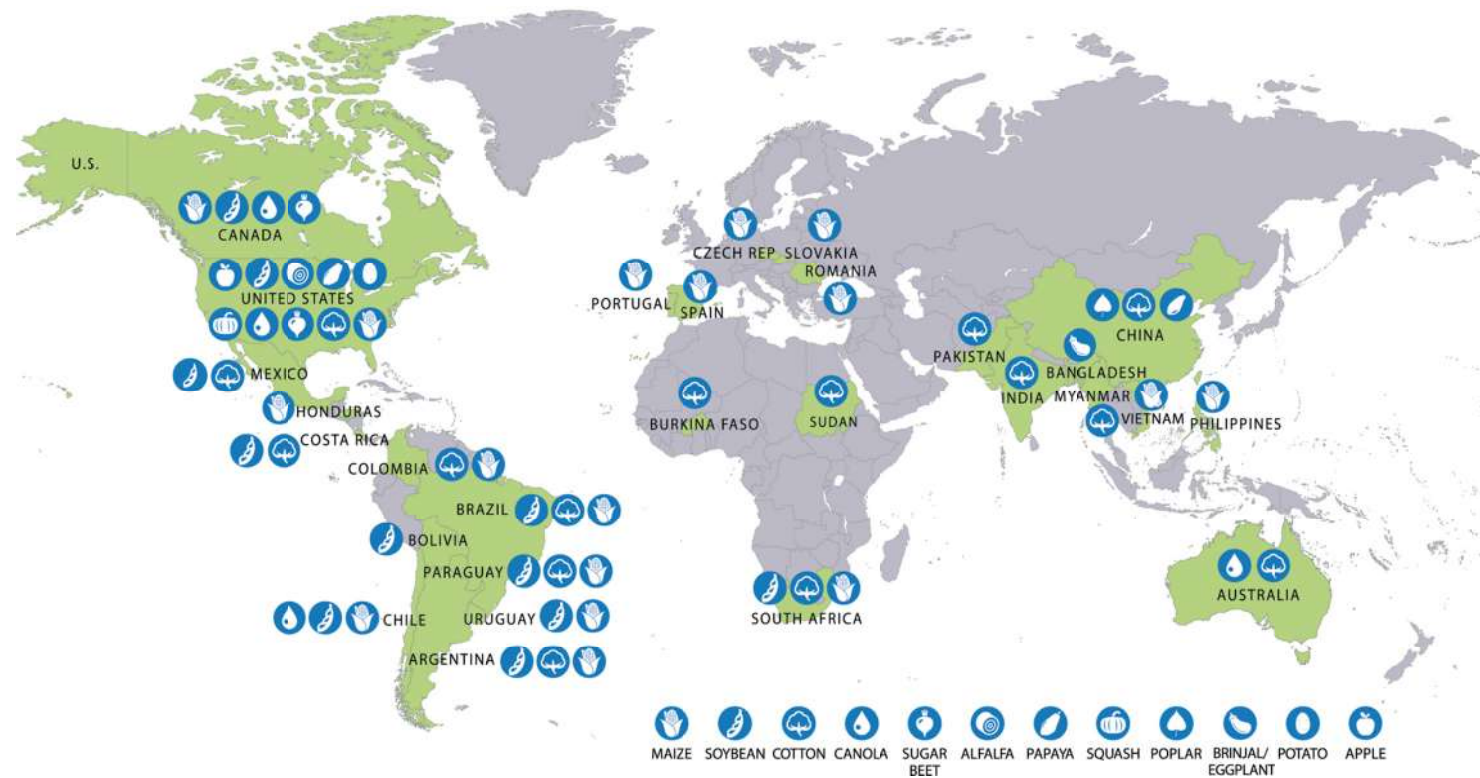 U.S.
CANADA
UNITED STATES
MEXICO
HONDURAS
COSTA RICA
COLOMBIA
BRAZIL
BOLIVIA
PARAGUAY
CHILE
URUGUAY
ARGENTINA
CZECH REP
SLOVAKIA
ROMANIA
PORTUGAL
SPAIN
BURKINA FASO
SUDAN
SOUTH AFRICA
PAKISTAN
INDIA
CHINA
BANGLADESH
MYANMAR
VIETNAM
PHILIPPINES
AUSTRALIA
MAIZE
SOYBEAN
COTTON
CANOLA
SUGAR
BEET
ALFALFA
PAPAYA
SQUASH
POPLAR
BRINJAL/
EGGPLANT
POTATO
APPLE